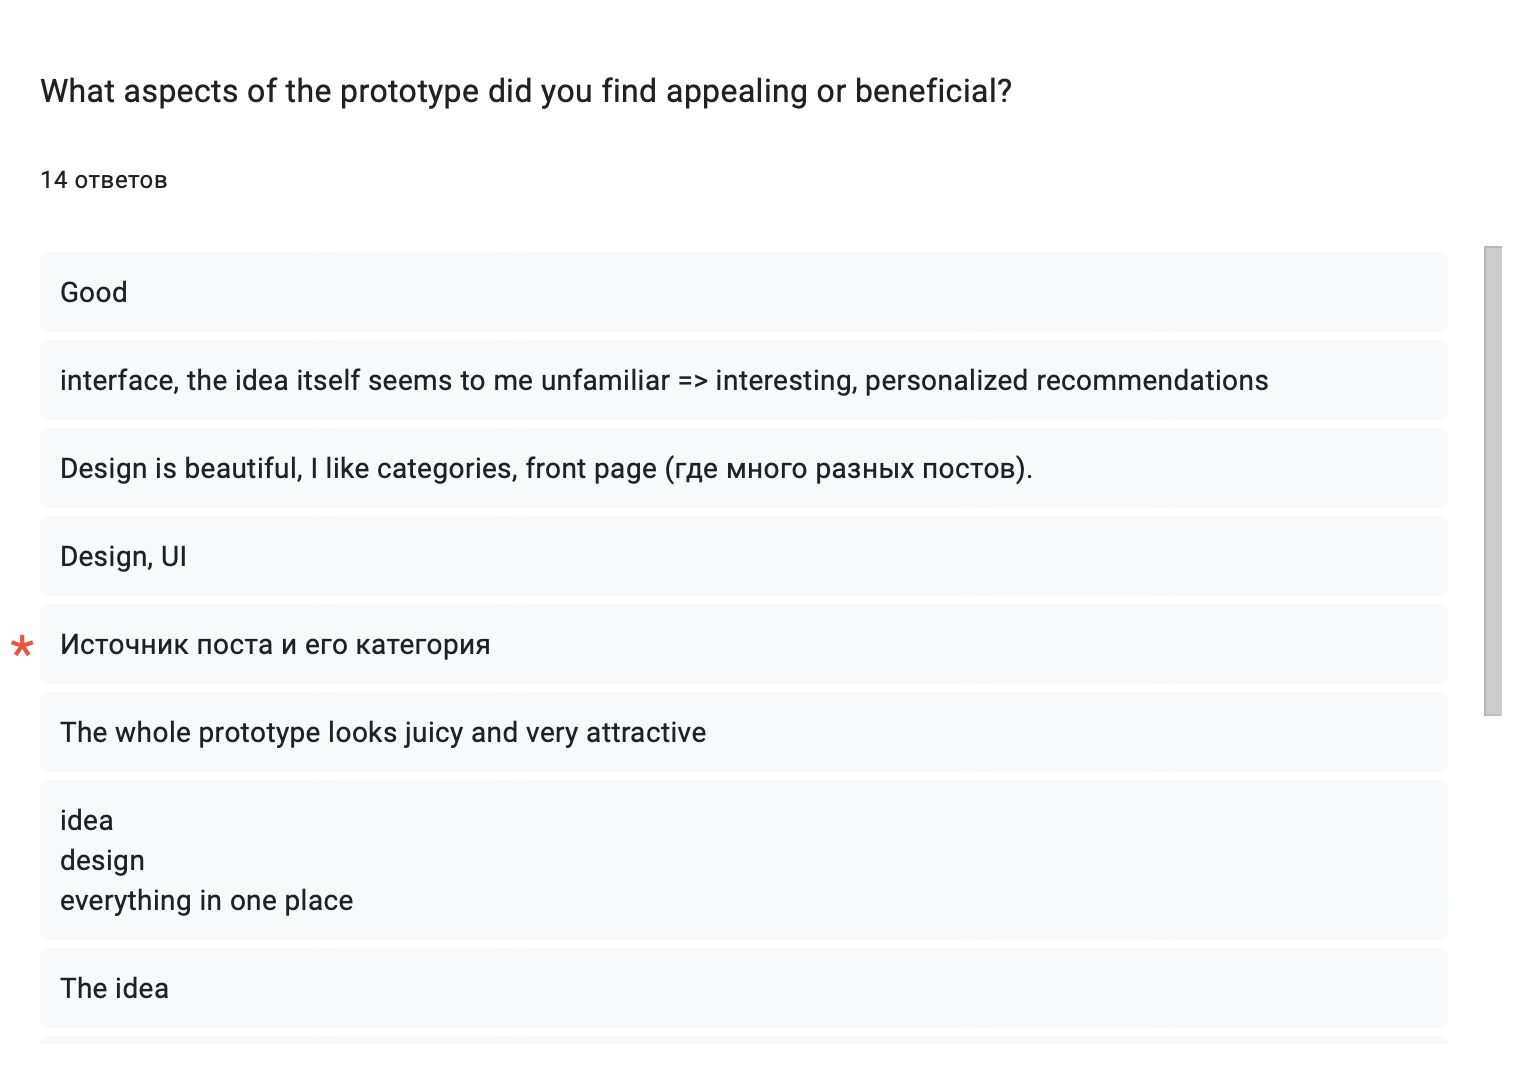 What aspects of the prototype did you find appealing or beneficial?
14 ответов
Good
interface, the idea itself seems to me unfamiliar => interesting, personalized recommendations
Design is beautiful, I like categories, front page (где много разных постов).
Design, UI
* Источник поста и его категория
The whole prototype looks juicy and very attractive
idea
design
everything in one place
The idea